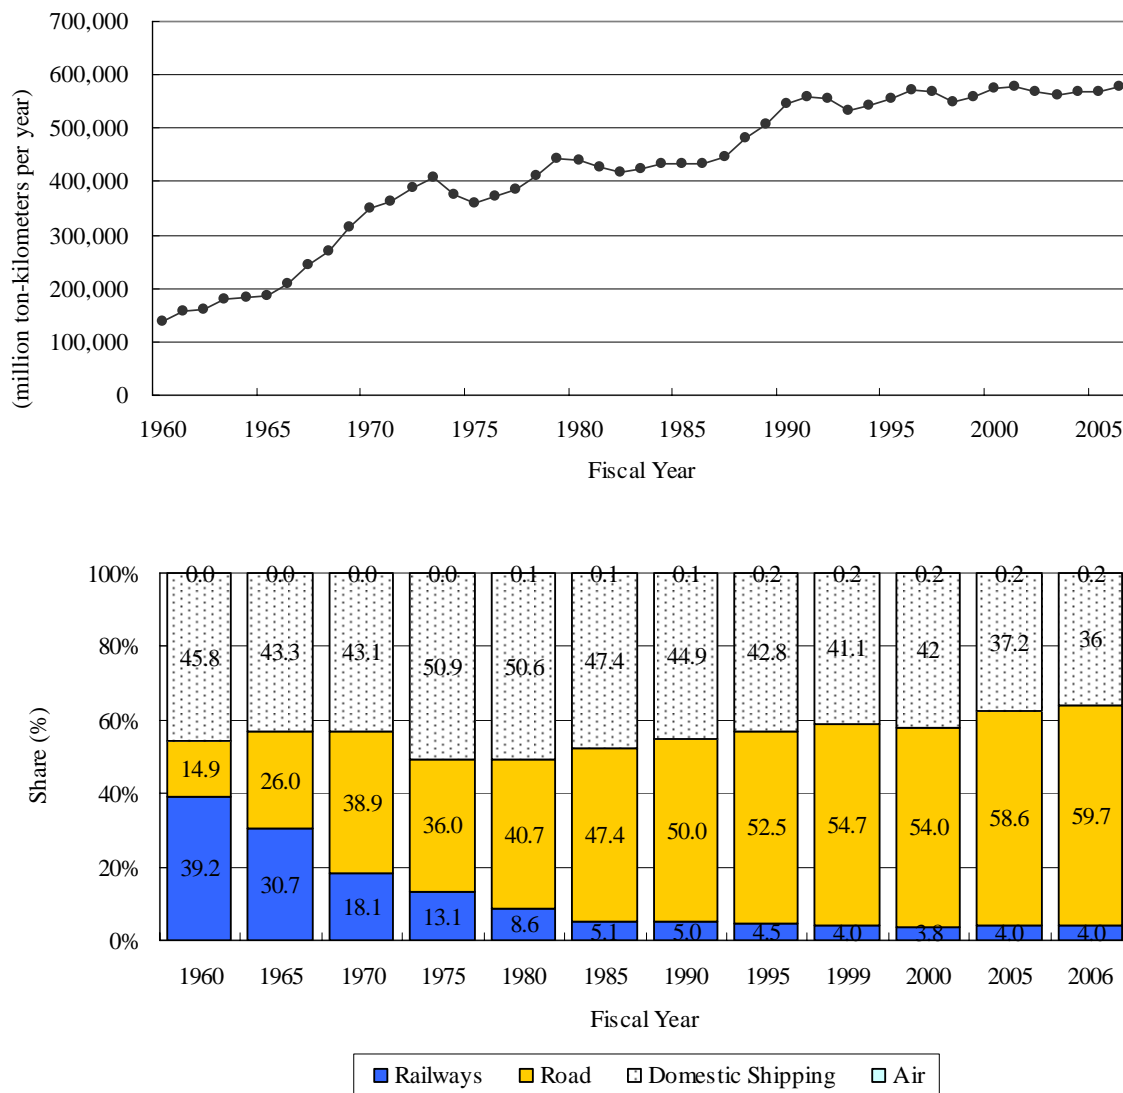 700,000
600,000
500,000
400,000
300,000
200,000
100,000
0
(million ton-kilometers per year)
1960 1965 1970 1975 1980 1985 1990 1995 2000 2005
Fiscal Year
100%
80%
60%
40%
20%
0%
Share (%)
0.0 0.0 0.0 0.0 0.1 0.1 0.1 0.2 0.2 0.2 0.2 0.2
45.8 43.3 43.1 50.9 50.6 47.4 44.9 42.8 41.1 42 37.2 36
14.9 26.0 38.9 36.0 40.7 47.4 50.0 52.5 54.7 54.0 58.6 59.7
39.2 30.7 18.1 13.1 8.6 5.1 5.0 4.5 4.0 3.8 4.0 4.0
1960 1965 1970 1975 1980 1985 1990 1995 1999 2000 2005 2006
Fiscal Year
Railways Road Domestic Shipping Air